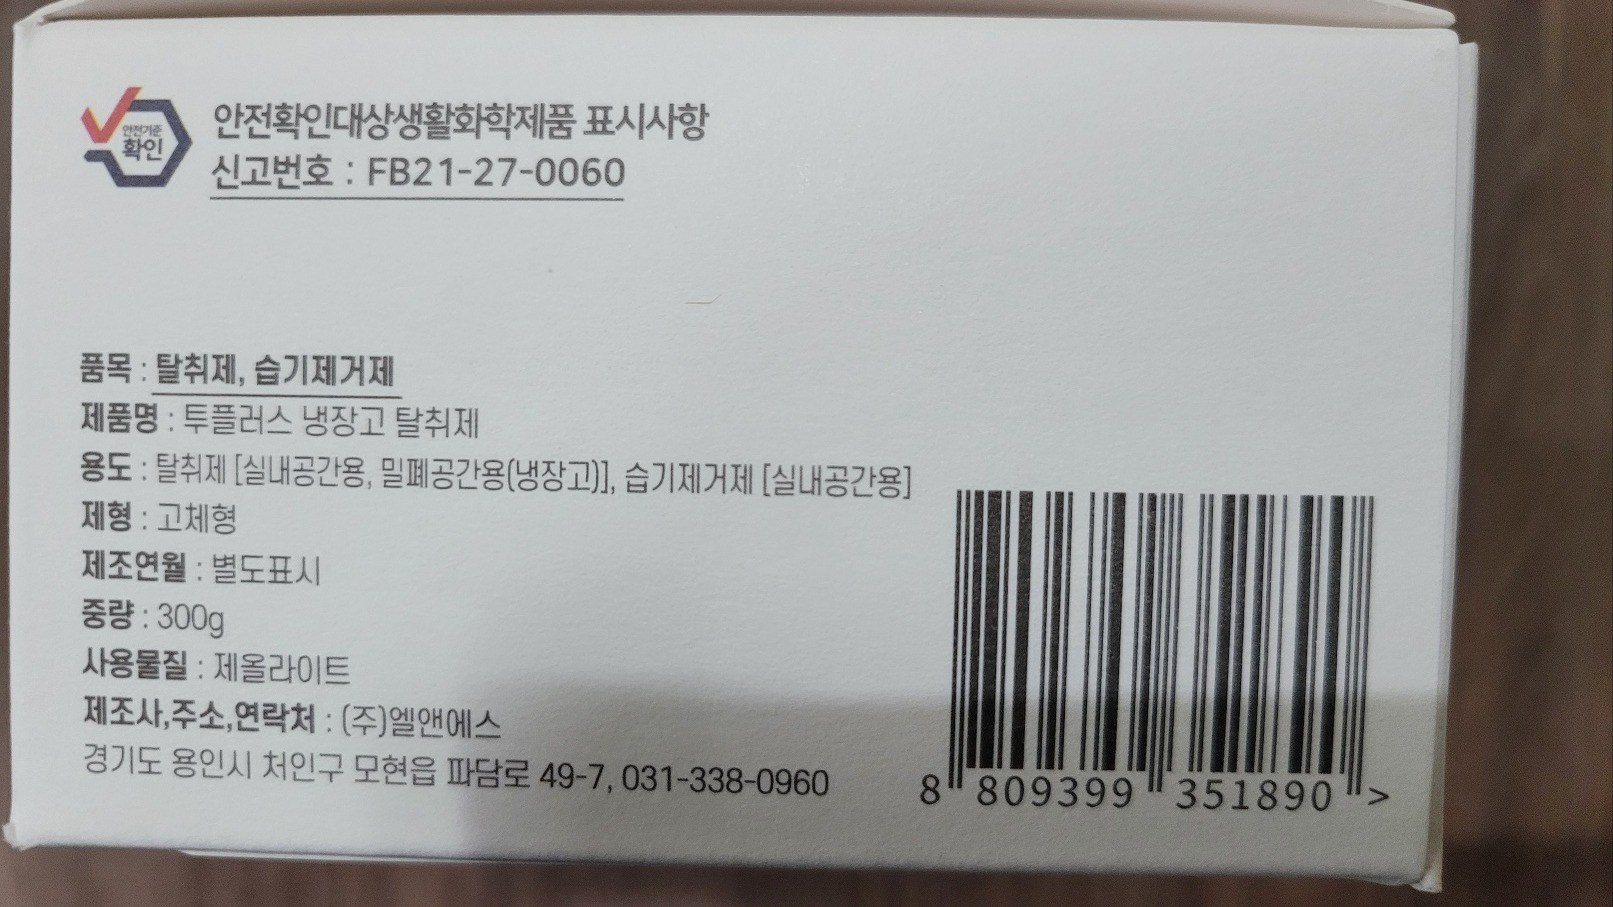 안전기준
확인
안전확인대상생활화학제품 표시사항
신고번호 : FB21-27-0060
품목 : 탈취제, 습기제거제
제품명 : 투플러스 냉장고 탈취제
용도 : 탈취제 [실내공간용, 밀폐공간용(냉장고)], 습기제거제 [실내공간용]
제형 : 고체형
제조연월 : 별도표시
중량 : 300g
사용물질 : 제올라이트
제조사,주소,연락처 : (주)엘앤에스
경기도 용인시 처인구 모현읍 파담로 49-7, 031-338-0960
8 809399 351890 >